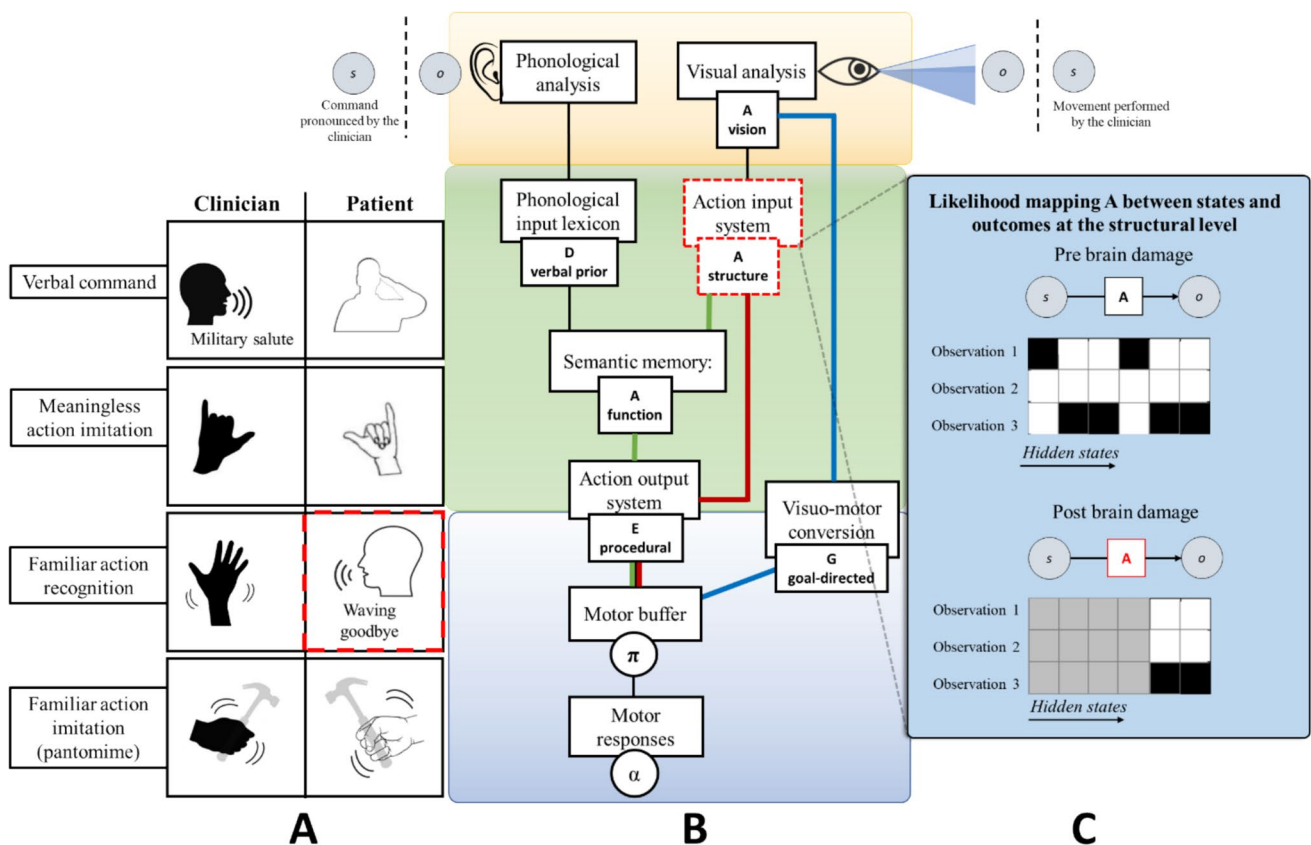 s
o
Command
pronounced by the
clinician
Clinician
Patient
Verbal command
Military salute
Meaningless
action imitation
Familiar action
recognition
Waving
goodbye
Familiar action
imitation
(pantomime)
A
Phonological
analysis
Visual analysis
A
vision
o
s
Movement performed
by the clinician
Phonological
input lexicon
D
verbal prior
Action input
system
A
structure
Semantic memory:
A
function
Action output
system
E
procedural
Visuo-motor
conversion
G
goal-directed
Motor buffer
π
Motor
responses
α
B
Likelihood mapping A between states and
outcomes at the structural level
Pre brain damage
s
A
o
Observation 1
Observation 2
Observation 3
Hidden states
Post brain damage
s
A
o
Observation 1
Observation 2
Observation 3
Hidden states
C